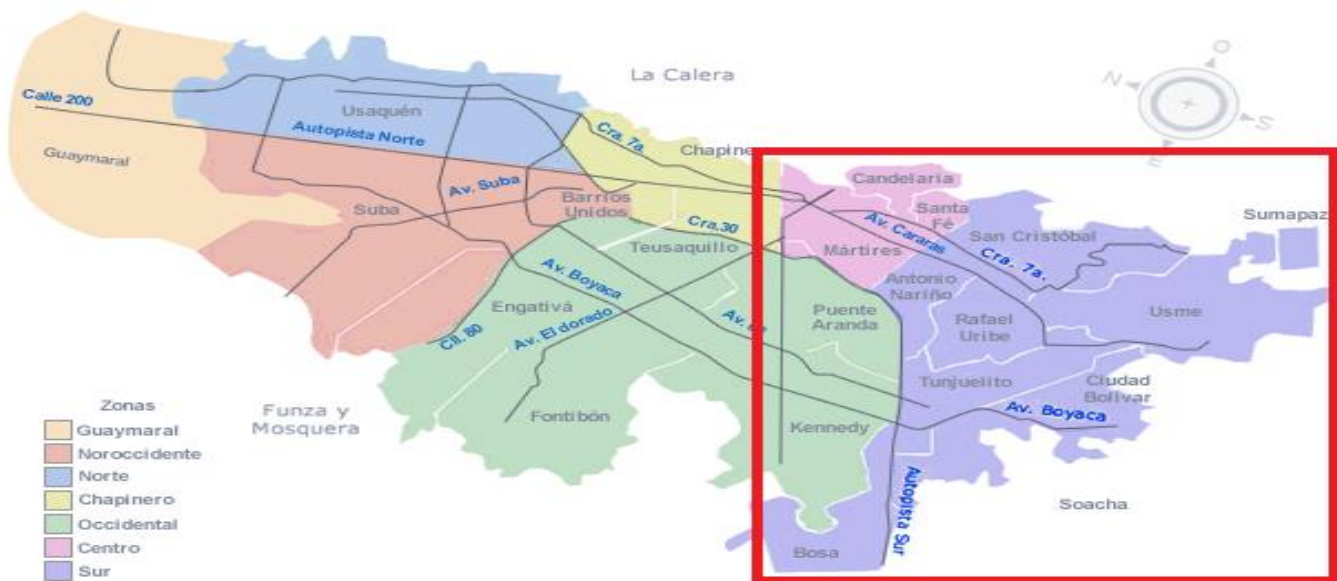 O
N
S
E
La Calera
Calle 200
Usaquén
Autopista Norte
Cra. 7a.
Chapinero
Guaymaral
Suba
Av. Suba
Barrios
Unidos
Cra.30
Teusaquillo
Candelaria
Santa
Fé
Mártires
Av. Cararas
San Cristóbal
Cra. 7a.
Sumapaz
Antonio
Nariño
Puente
Aranda
Rafael
Uribe
Usme
Engativá
Av. Boyaca
Av. El dorado
Cll. 80
Av.
Tunjuelito
Ciudad
Bolivar
Av. Boyaca
Fontibón
Kennedy
Funza y
Mosquera
Autopista Sur
Soacha
Bosa
Zonas
Guaymaral
Noroccidente
Norte
Chapinero
Occidental
Centro
Sur